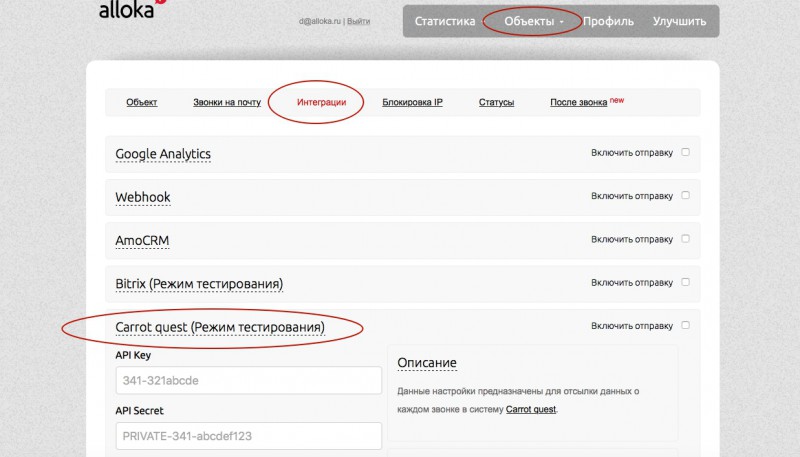 alloka
d@alloka.ru | Выйти
Статистика Объекты Профиль Улучшить
Объект Звонки на почту Интеграции Блокировка IP Статусы После звонка new
Google Analytics Включить отправку
Webhook Включить отправку
AmoCRM Включить отправку
Bitrix (Режим тестирования) Включить отправку
Carrot quest (Режим тестирования) Включить отправку
API Key
341-321abcde
API Secret
PRIVATE-341-abcdef123
Описание
Данные настройки предназначены для отсылки данных о
каждом звонке в систему Carrot quest.